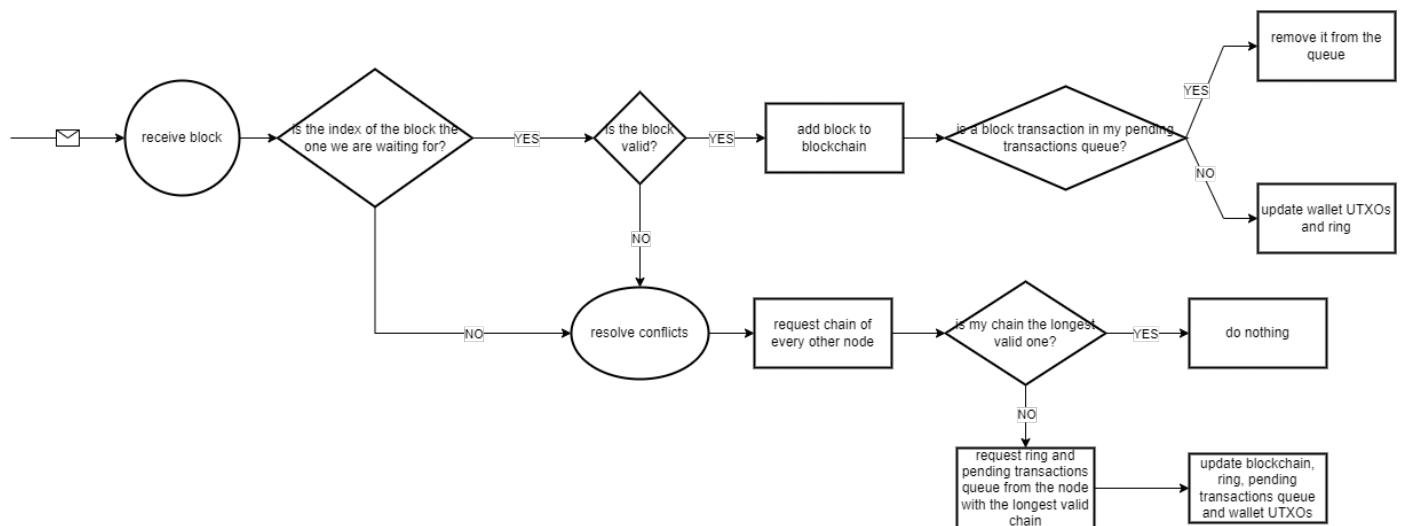 receive block
is the index of the block the
one we are waiting for?
YES
is the block
valid?
YES
add block to
blockchain
is a block transaction in my pending
transactions queue?
YES
remove it from the
queue
NO
update wallet UTXOs
and ring
NO
NO
resolve conflicts
request chain of
every other node
is my chain the longest
valid one?
YES
do nothing
NO
request ring and
pending transactions
queue from the node
with the longest valid
chain
update blockchain,
ring, pending
transactions queue
and wallet UTXOs